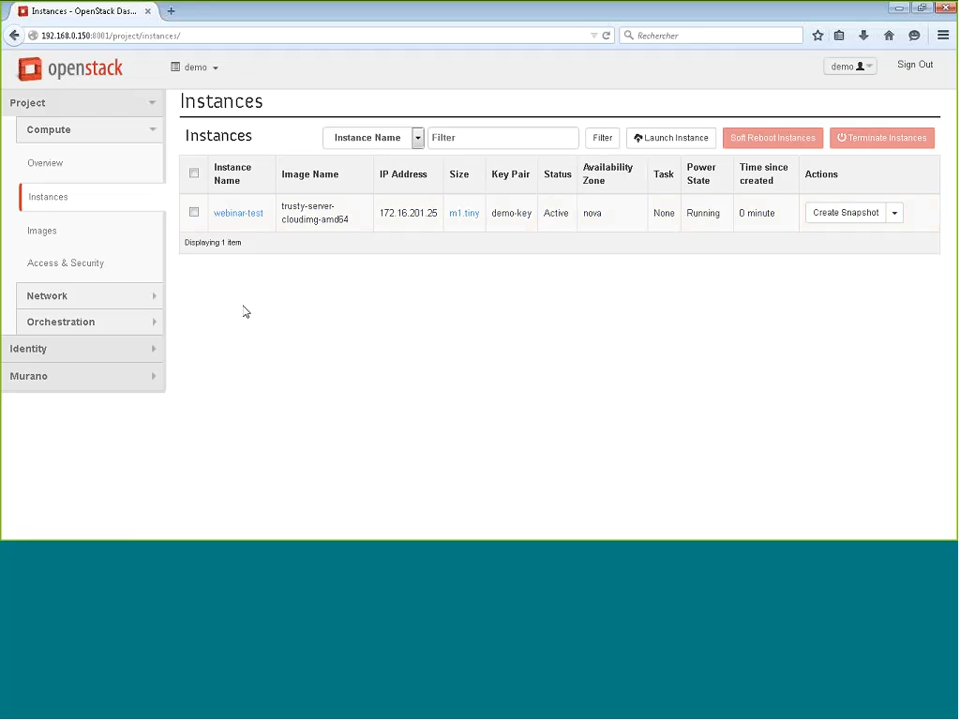 Instances - OpenStack Das...
192.168.0.150:8001/project/instances/
Rechercher
openstack
demo
demo
Sign Out
Project
Compute
Overview
Instances
Images
Access & Security
Network
Orchestration
Identity
Murano
Instances
Instances
Instance Name
Filter
Filter
Launch Instance
Soft Reboot Instances
Terminate Instances
Instance Name Image Name IP Address Size Key Pair Status Availability Zone Task Power State Time since created Actions
webinar-test trusty-server-cloudimg-amd64 172.16.201.25 m1.tiny demo-key Active nova None Running 0 minute Create Snapshot
Displaying 1 item